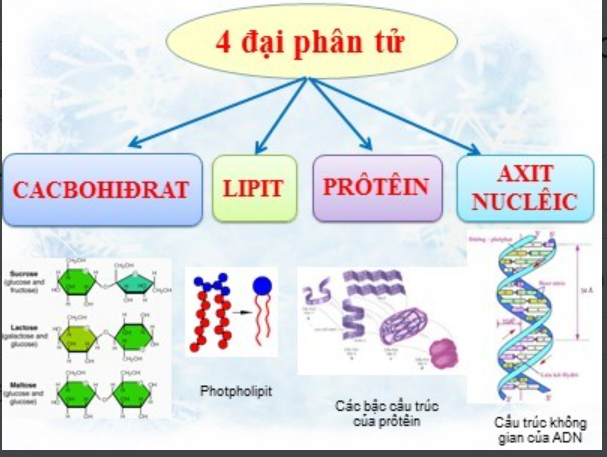 4 đại phân tử
CACBOHIĐRAT
LIPIT
PRÔTÊIN
AXIT
NUCLÊIC
Sucrose
(glucose and
fructose)
Lactose
(galactose and
glucose)
Maltose
(glucose and
glucose)
Photpholipit
Các bậc cấu trúc
của prôtêin
Cấu trúc không
gian của ADN